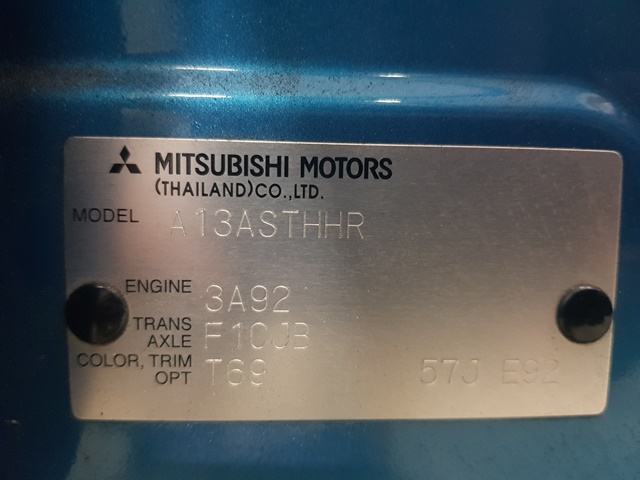 MITSUBISHI MOTORS
(THAILAND)CO.,LTD.
MODEL A13ASTHHR
ENGINE 3A92
TRANS
AXLE F1CJB
COLOR, TRIM
OPT T69 57J E92